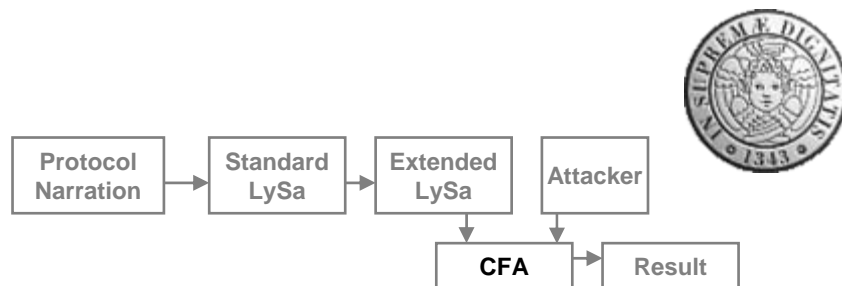 IN SUPREMÆ DIGNITATIS
1343
Protocol
Narration
Standard
LySa
Extended
LySa
Attacker
CFA
Result